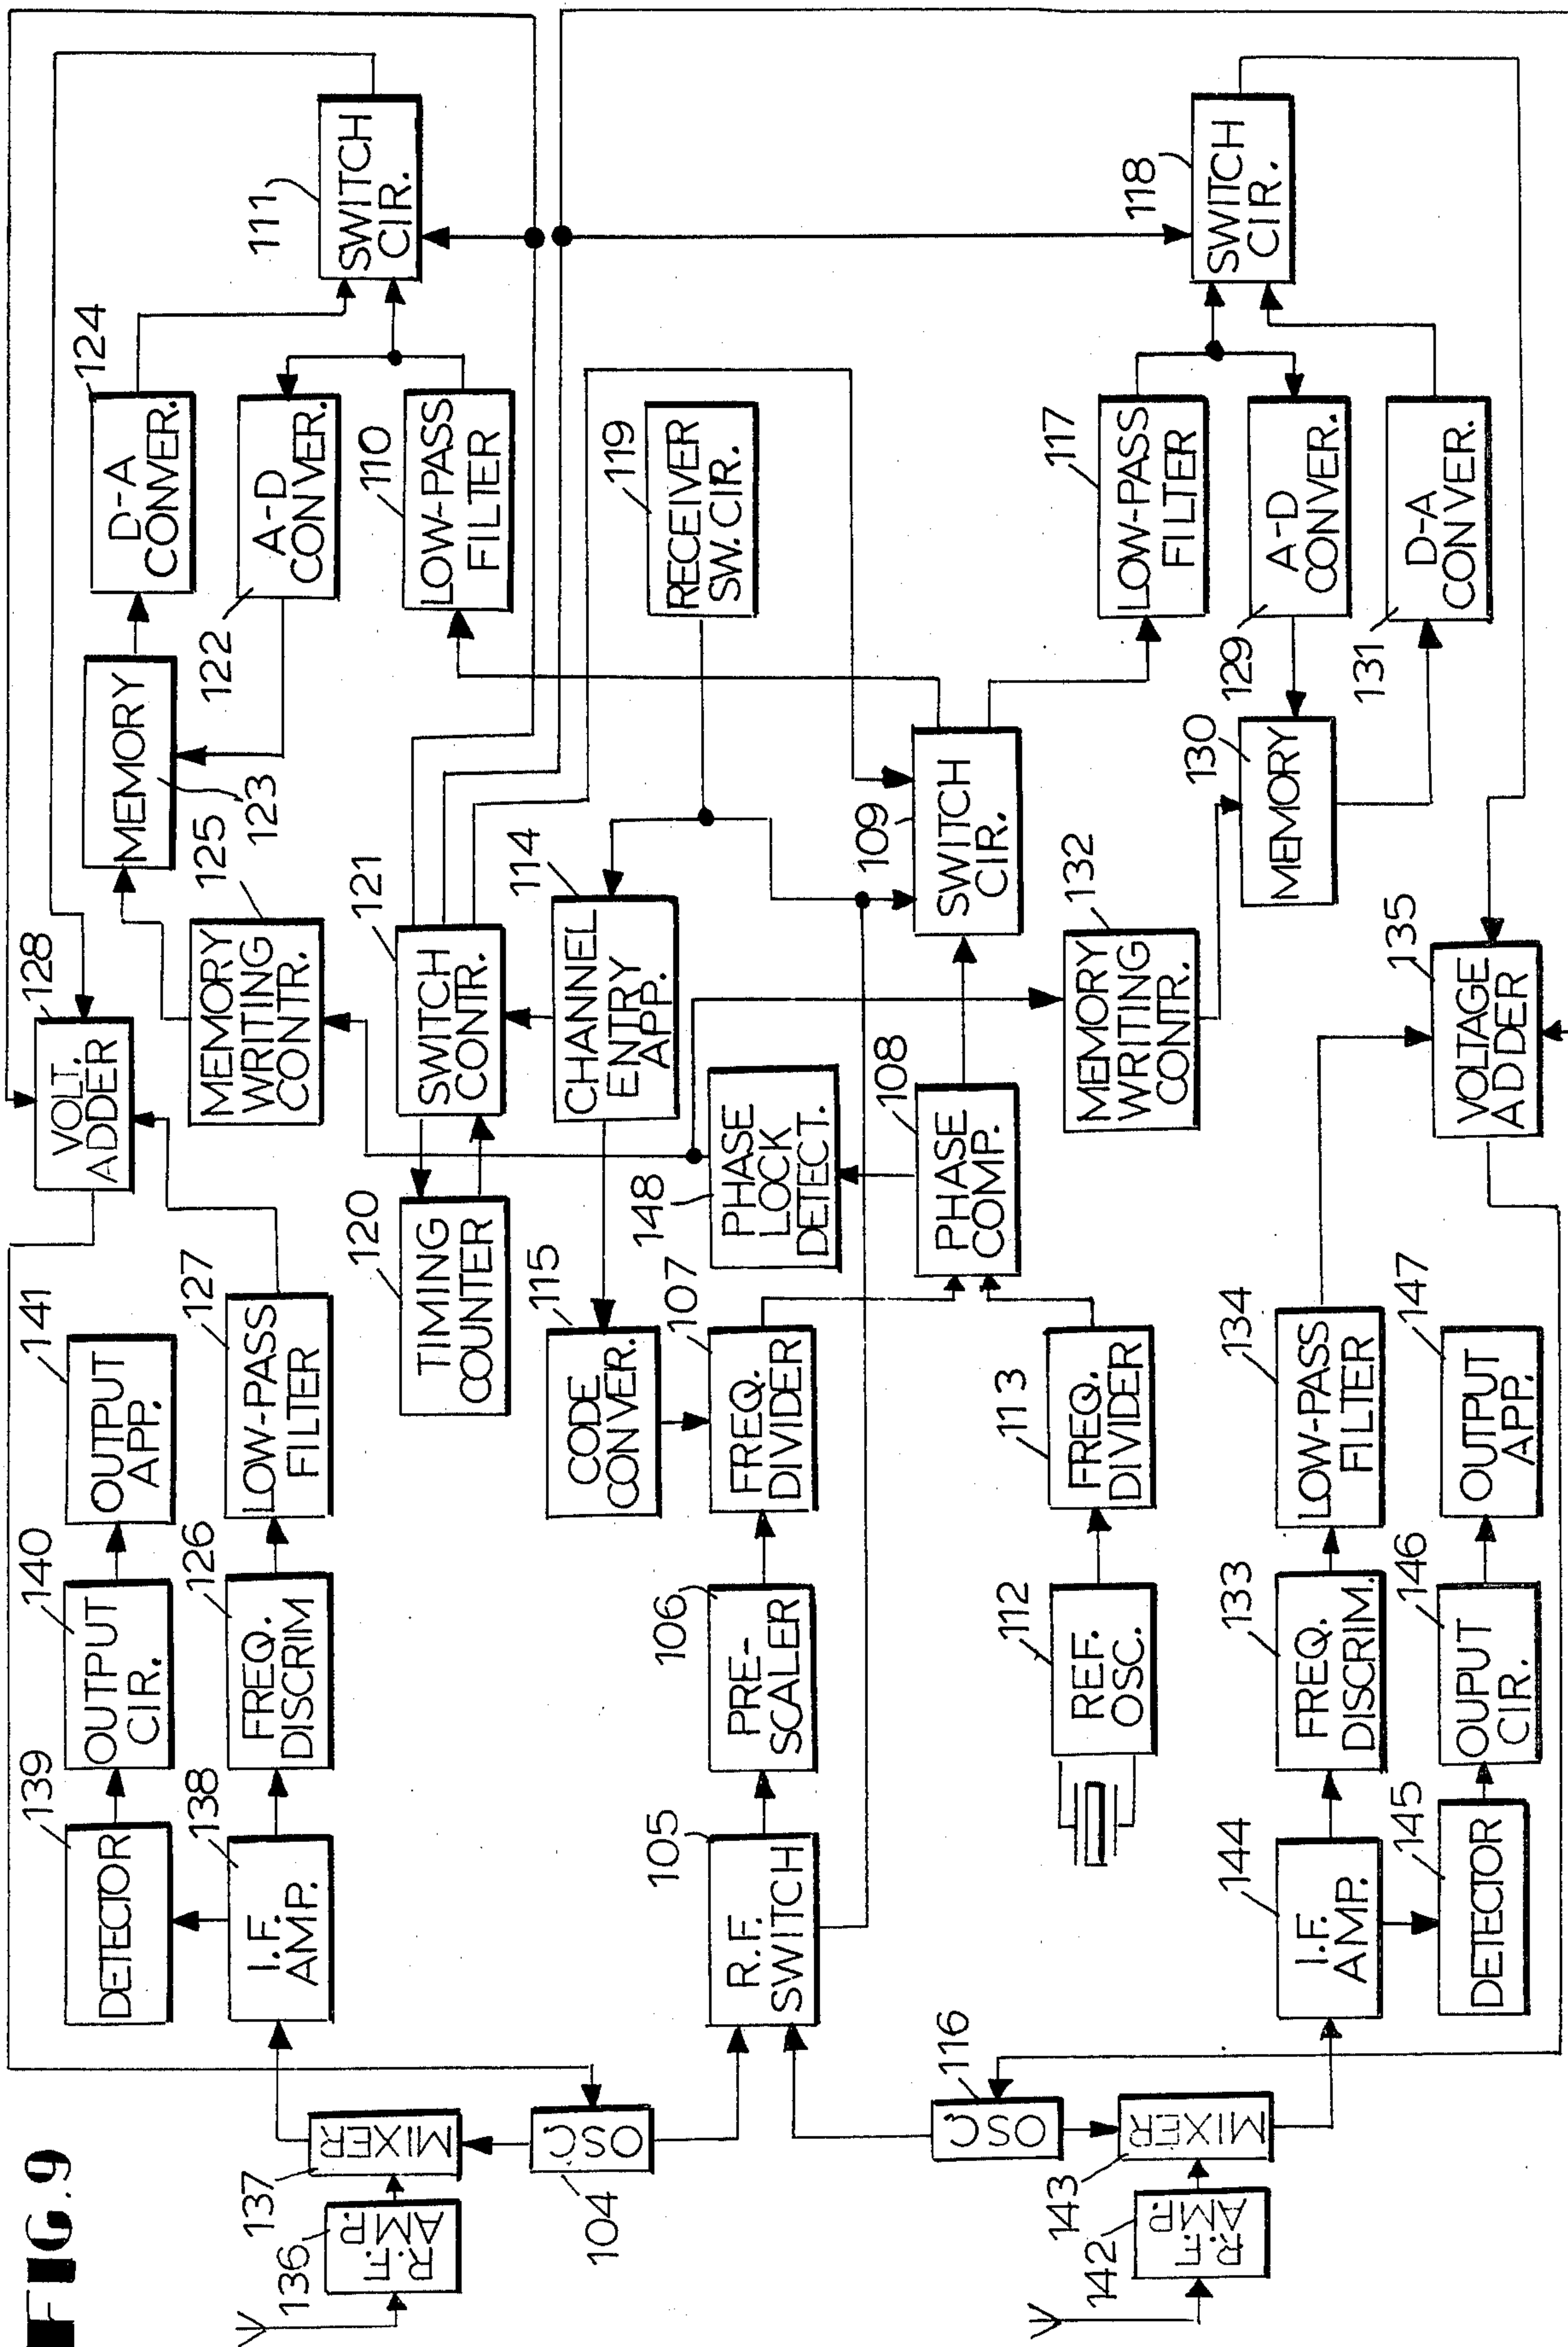 FIG.9
136
R.F.
AMP.
137
MIXER
104
OSC
139
DETECTOR
138
I.F.
AMP.
140
OUTPUT
CIR.
141
OUTPUT
APP.
126
FREQ.
DISCRIM
127
LOW-PASS
FILTER
128
VOLT.
ADDER
125
MEMORY
WRITING
CONTR.
MEMORY
123
124
D-A
CONVER.
122
A-D
CONVER.
110
LOW-PASS
FILTER
111
SWITCH
CIR.
120
TIMING
COUNTER
121
SWITCH
CONTR.
114
CHANNEL
ENTRY
APP.
119
RECEIVER
SW. CIR.
115
CODE
CONVER.
105
R.F.
SWITCH
106
PRE-
SCALER
107
FREQ.
DIVIDER
148
PHASE
LOCK
DETECT.
108
PHASE
COMP.
109
SWITCH
CIR.
112
REF.
OSC.
113
FREQ.
DIVIDER
132
MEMORY
WRITING
CONTR.
130
MEMORY
117
LOW-PASS
FILTER
129
A-D
CONVER.
131
D-A
CONVER.
118
SWITCH
CIR.
116
OSC
142
R.F.
AMP.
143
MIXER
144
I.F.
AMP.
133
FREQ.
DISCRIM.
134
LOW-PASS
FILTER
135
VOLTAGE
ADDER
145
DETECTOR
146
OUPUT
CIR.
147
OUTPUT
APP.